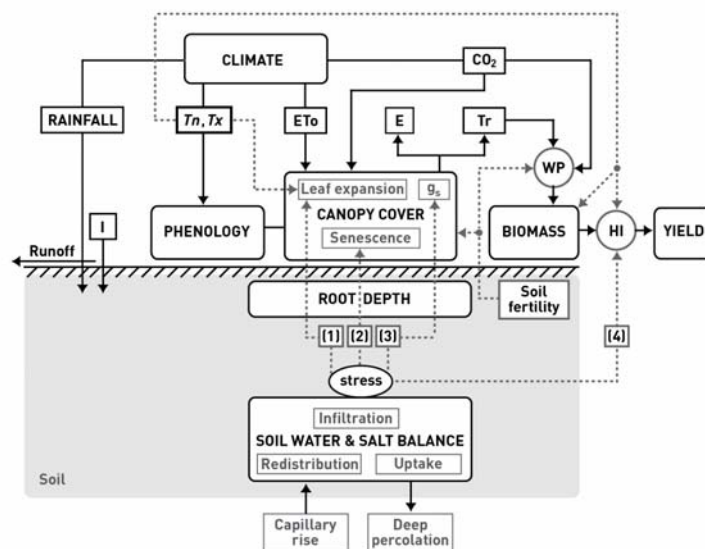 CLIMATE
CO₂
RAINFALL
Tn, Tx
ETo
E
Tr
WP
Leaf expansion
gs
I
PHENOLOGY
CANOPY COVER
BIOMASS
HI
YIELD
Senescence
Runoff
ROOT DEPTH
Soil
fertility
(1)
(2)
(3)
(4)
stress
Infiltration
SOIL WATER & SALT BALANCE
Redistribution
Uptake
Soil
Capillary
rise
Deep
percolation